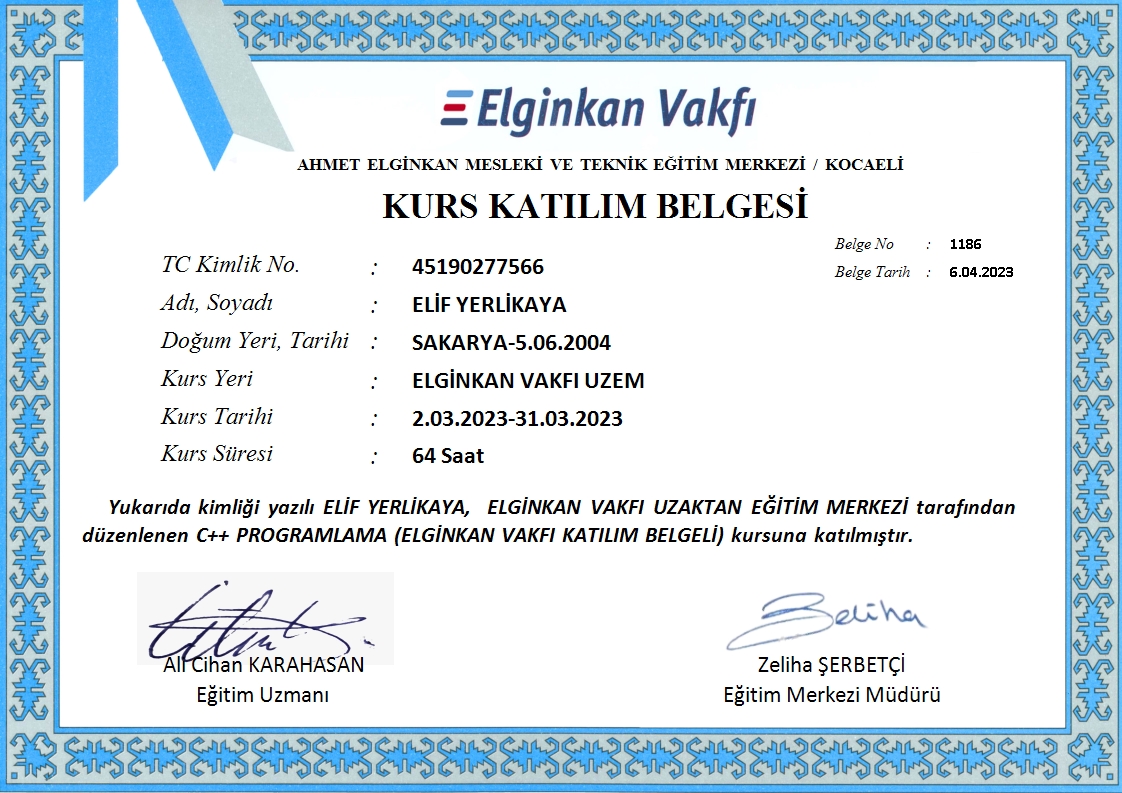 Elginkan Vakfı
AHMET ELGİNKAN MESLEKİ VE TEKNİK EĞİTİM MERKEZİ / KOCAELİ
KURS KATILIM BELGESİ
Belge No : 1186
Belge Tarih : 6.04.2023
TC Kimlik No. : 45190277566
Adı, Soyadı : ELİF YERLİKAYA
Doğum Yeri, Tarihi : SAKARYA-5.06.2004
Kurs Yeri : ELGİNKAN VAKFI UZEM
Kurs Tarihi : 2.03.2023-31.03.2023
Kurs Süresi : 64 Saat
Yukarıda kimliği yazılı ELİF YERLİKAYA, ELGİNKAN VAKFI UZAKTAN EĞİTİM MERKEZİ tarafından
düzenlenen C++ PROGRAMLAMA (ELGİNKAN VAKFI KATILIM BELGELİ) kursuna katılmıştır.
Zeliha
Ali Cihan KARAHASAN
Eğitim Uzmanı
Zeliha ŞERBETÇİ
Eğitim Merkezi Müdürü